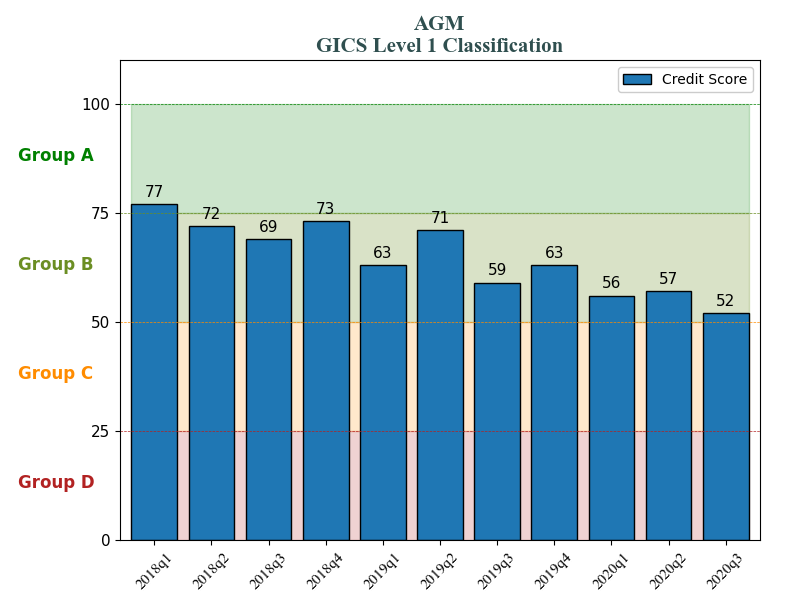 AGM
GICS Level 1 Classification
Credit Score
100
Group A
77
72
69
73
63
71
59
63
56
57
52
75
Group B
50
Group C
25
Group D
0
2018q1
2018q2
2018q3
2018q4
2019q1
2019q2
2019q3
2019q4
2020q1
2020q2
2020q3